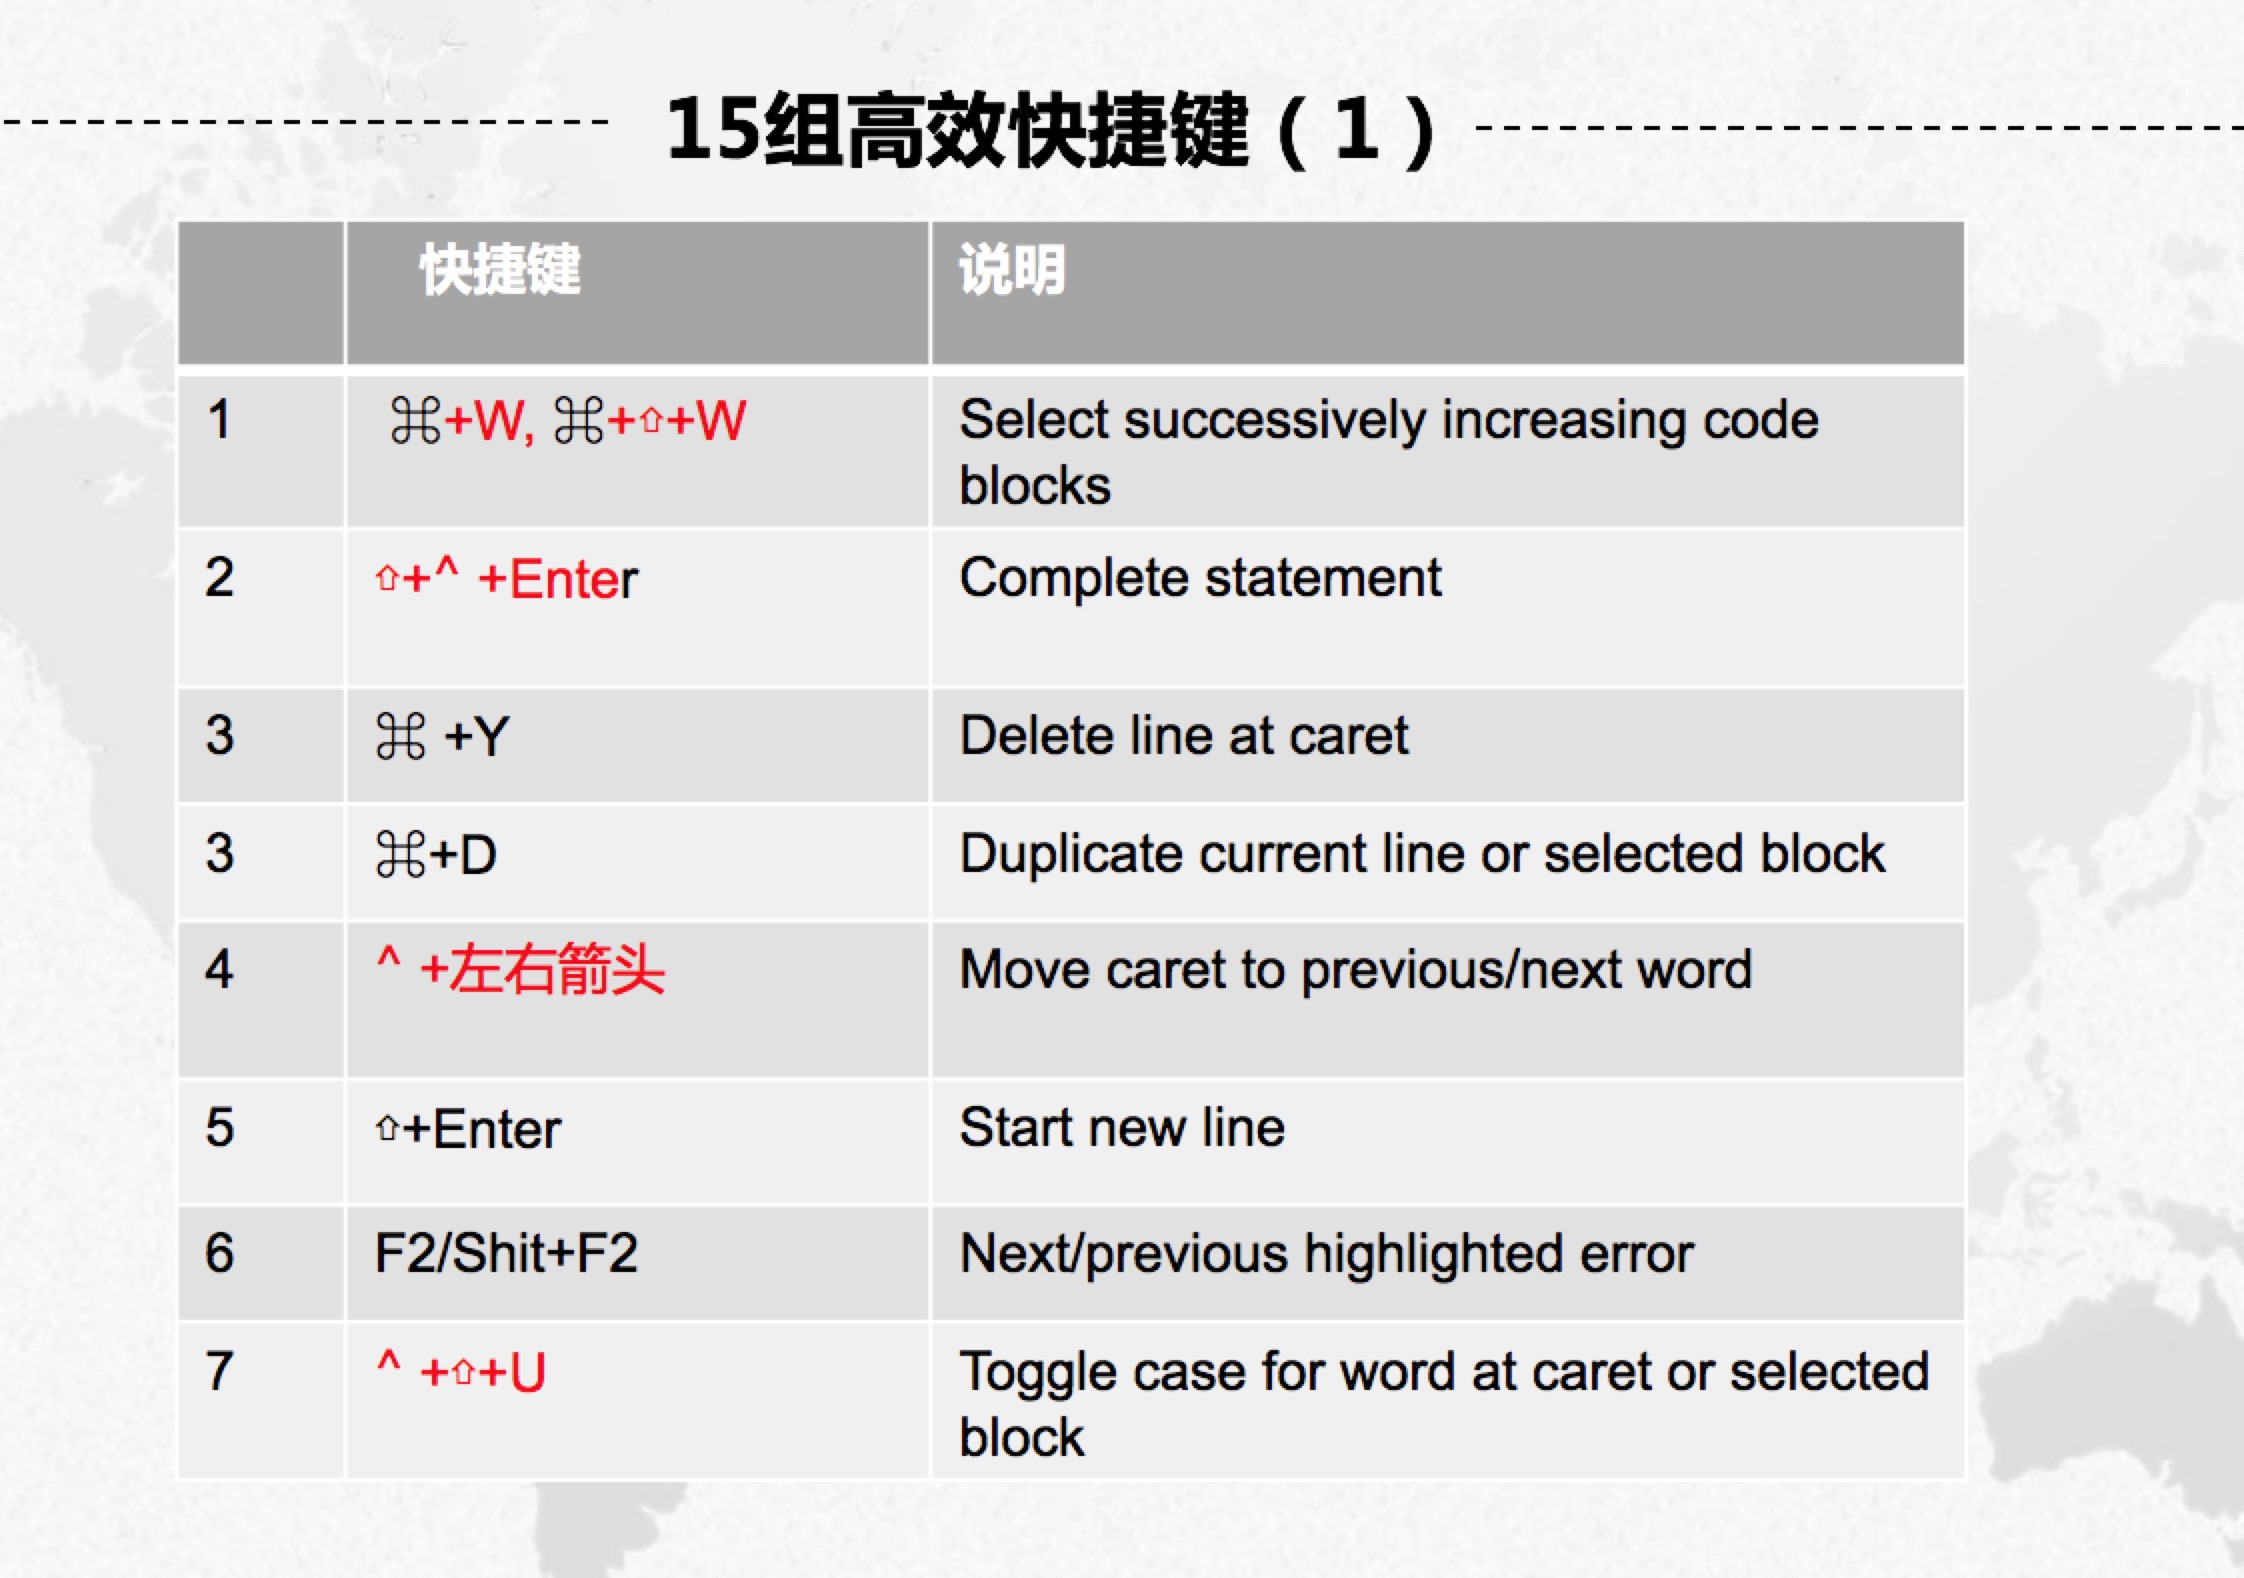 15组高效快捷键（1）
快捷键 说明
1 ⌘+W, ⌘+⇧+W Select successively increasing code
blocks
2 ⇧+^ +Enter Complete statement
3 ⌘ +Y Delete line at caret
3 ⌘+D Duplicate current line or selected block
4 ^ +左右箭头 Move caret to previous/next word
5 ⇧+Enter Start new line
6 F2/Shit+F2 Next/previous highlighted error
7 ^ +⇧+U Toggle case for word at caret or selected
block